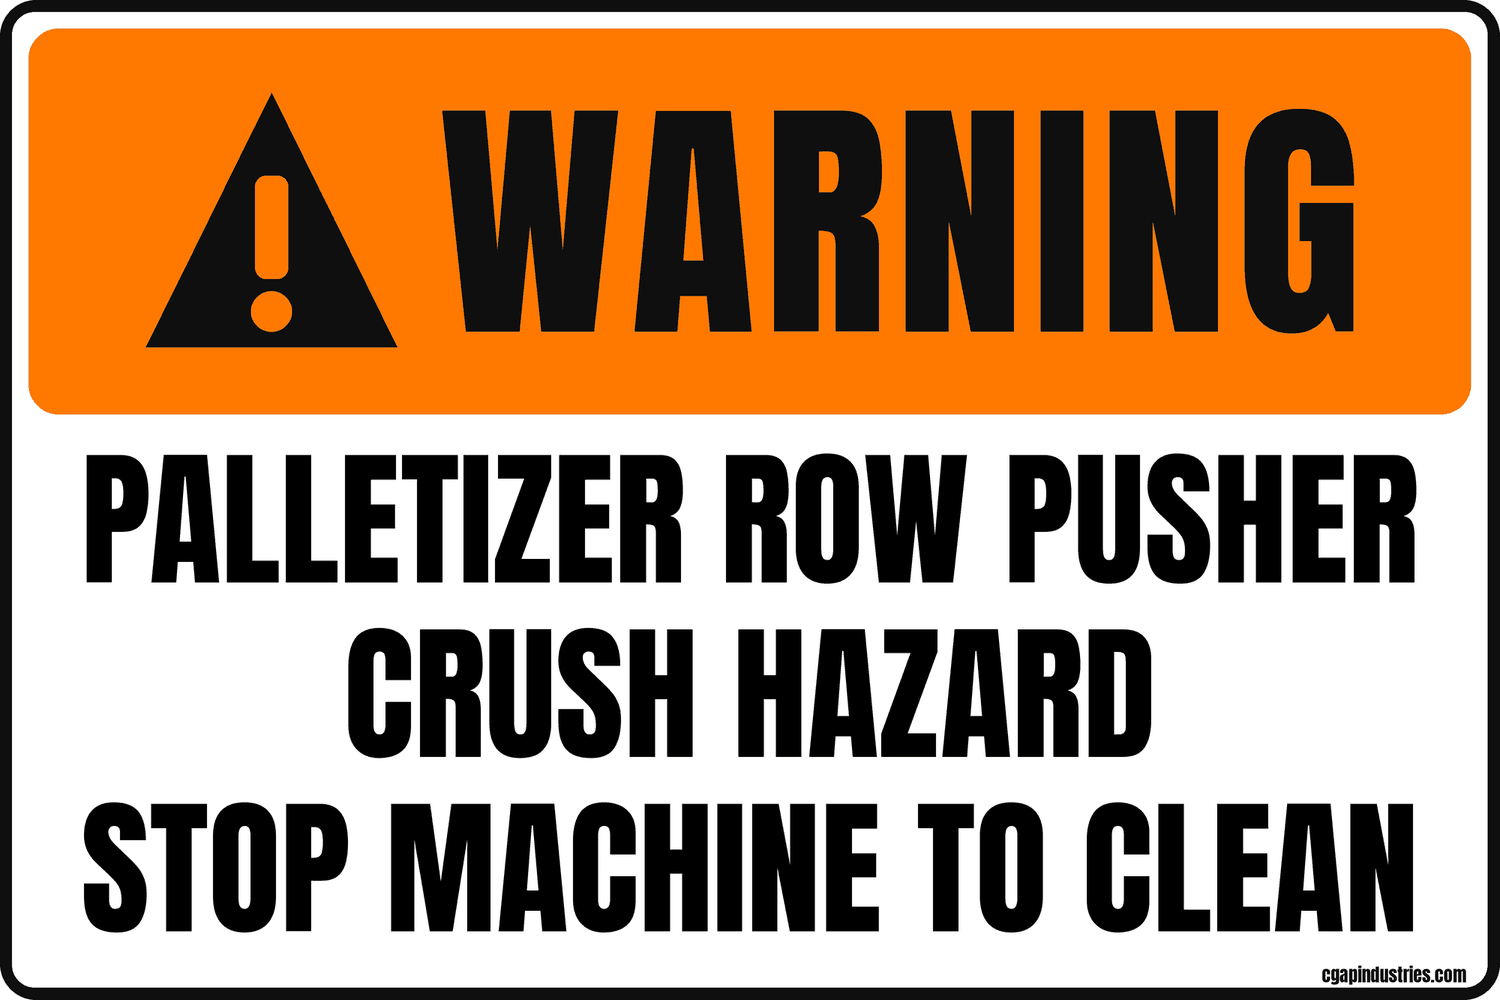 WARNING
PALLETIZER ROW PUSHER
CRUSH HAZARD
STOP MACHINE TO CLEAN
cgapindustries.com